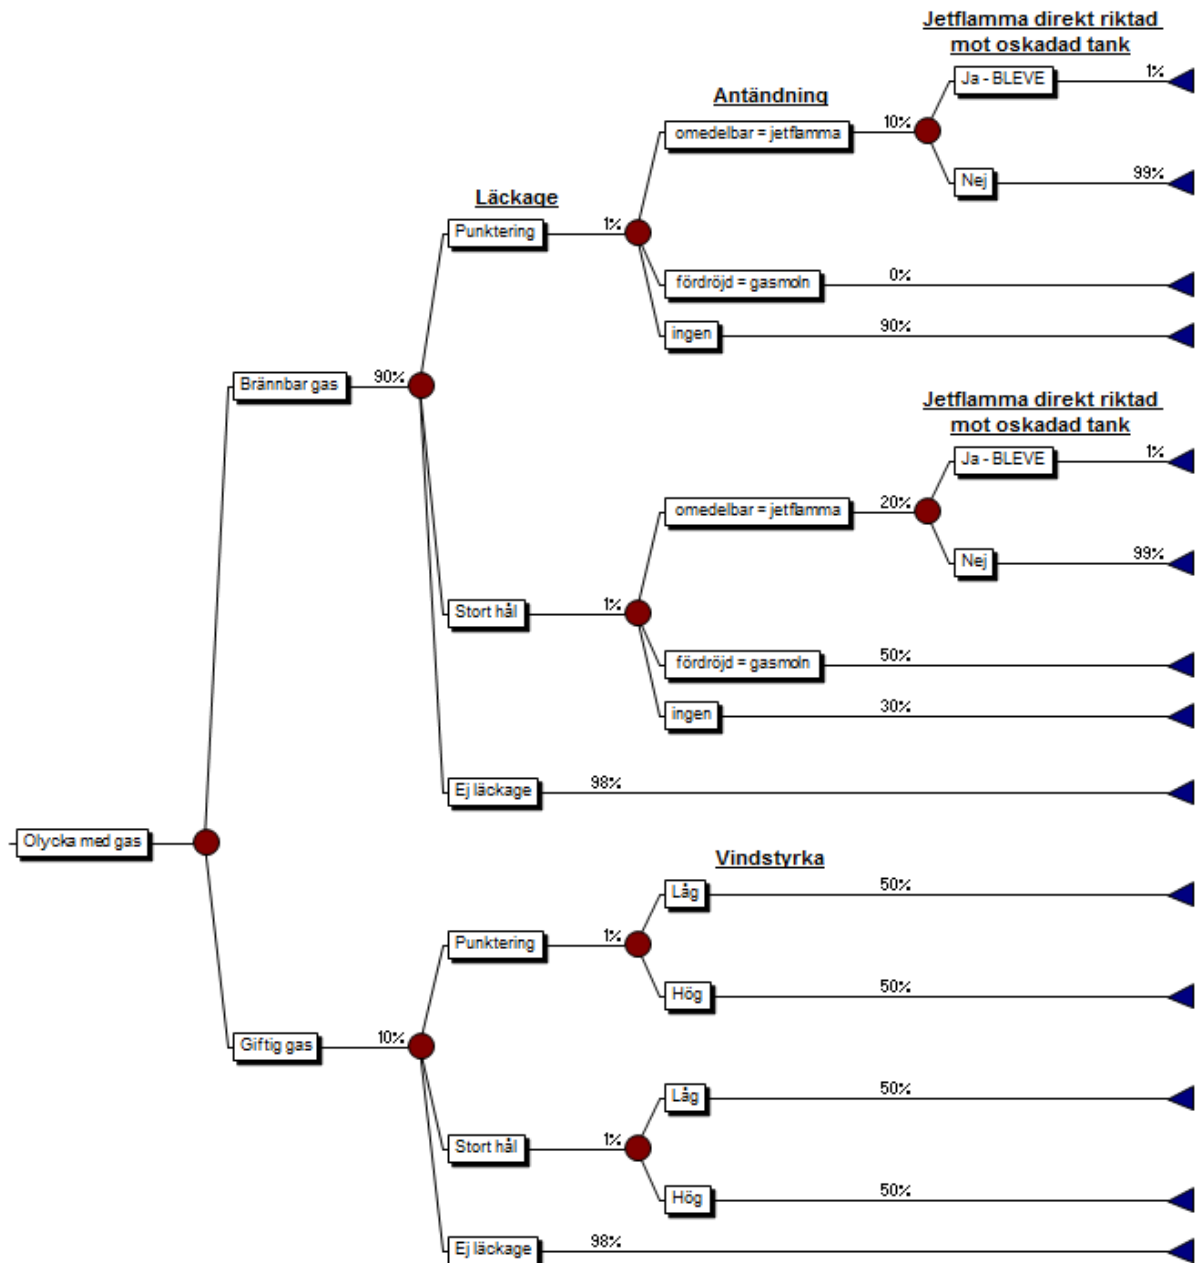 Jetflamma direkt riktad
mot oskadad tank
Ja - BLEVE 1%
Antändning
omedelbar = jetflamma 10%
Nej 99%
Läckage
Punktering 1%
fördröjd = gasmoln 0%
ingen 90%
Brännbar gas 90%
Jetflamma direkt riktad
mot oskadad tank
Ja - BLEVE 1%
omedelbar = jetflamma 20%
Nej 99%
Stort hål 1%
fördröjd = gasmoln 50%
ingen 30%
Ej läckage 98%
Olycka med gas
Vindstyrka
Låg 50%
Punktering 1%
Hög 50%
Giftig gas 10%
Låg 50%
Stort hål 1%
Hög 50%
Ej läckage 98%